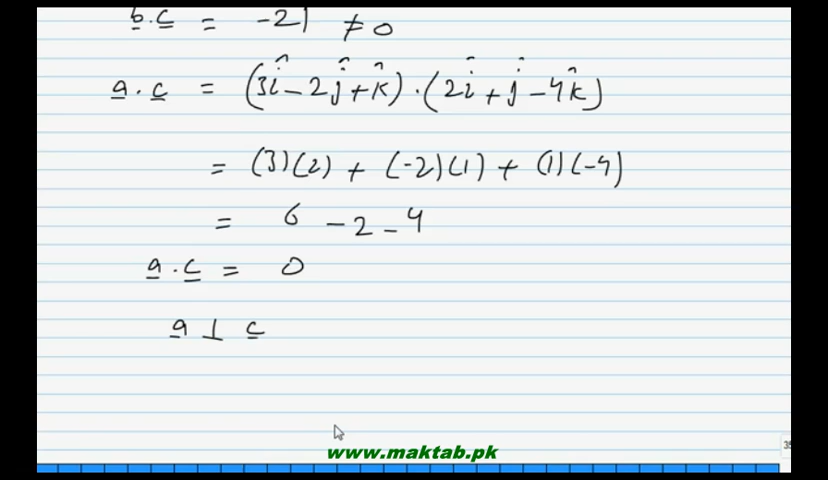 b.c = -21 ≠ 0
a.c = (3î - 2ĵ + k̂).(2î + ĵ - 4k̂)
= (3)(2) + (-2)(1) + (1)(-4)
= 6 - 2 - 4
a.c = 0
a ⊥ c
www.maktab.pk